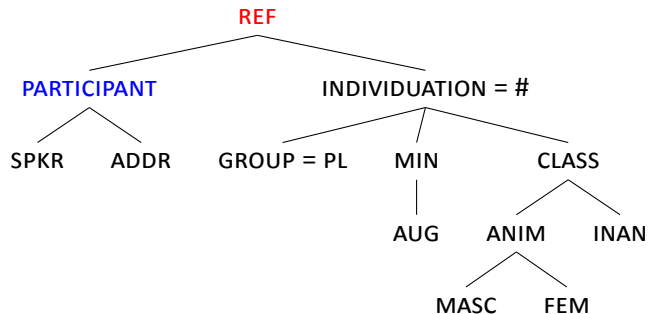 REF
PARTICIPANT INDIVIDUATION = #
SPKR ADDR GROUP = PL MIN CLASS
AUG ANIM INAN
MASC FEM